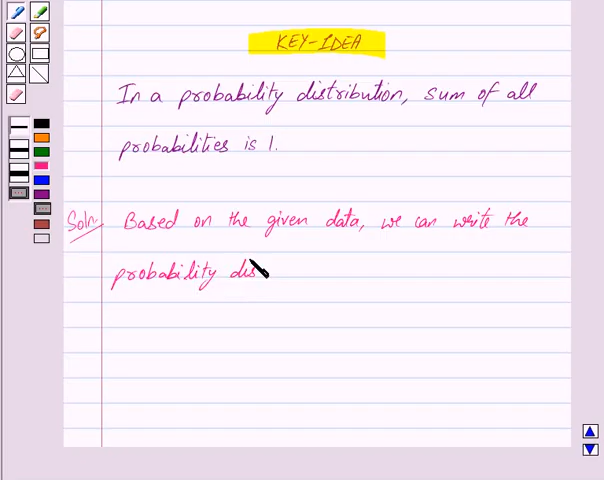 KEY-IDEA
In a probability distribution, sum of all
probabilities is 1.
Soln. Based on the given data, we can write the
probability dis